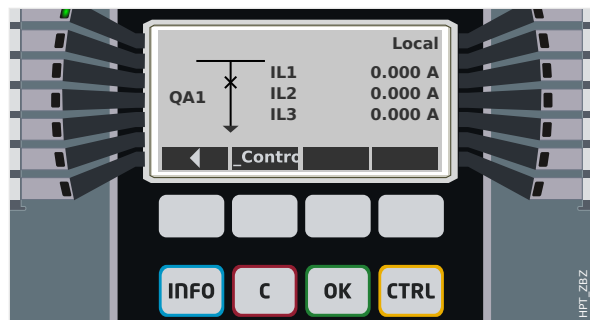 Local
IL1 0.000 A
QA1
IL2 0.000 A
IL3 0.000 A
_Contro
INFO C OK CTRL
HPT_ZBZ